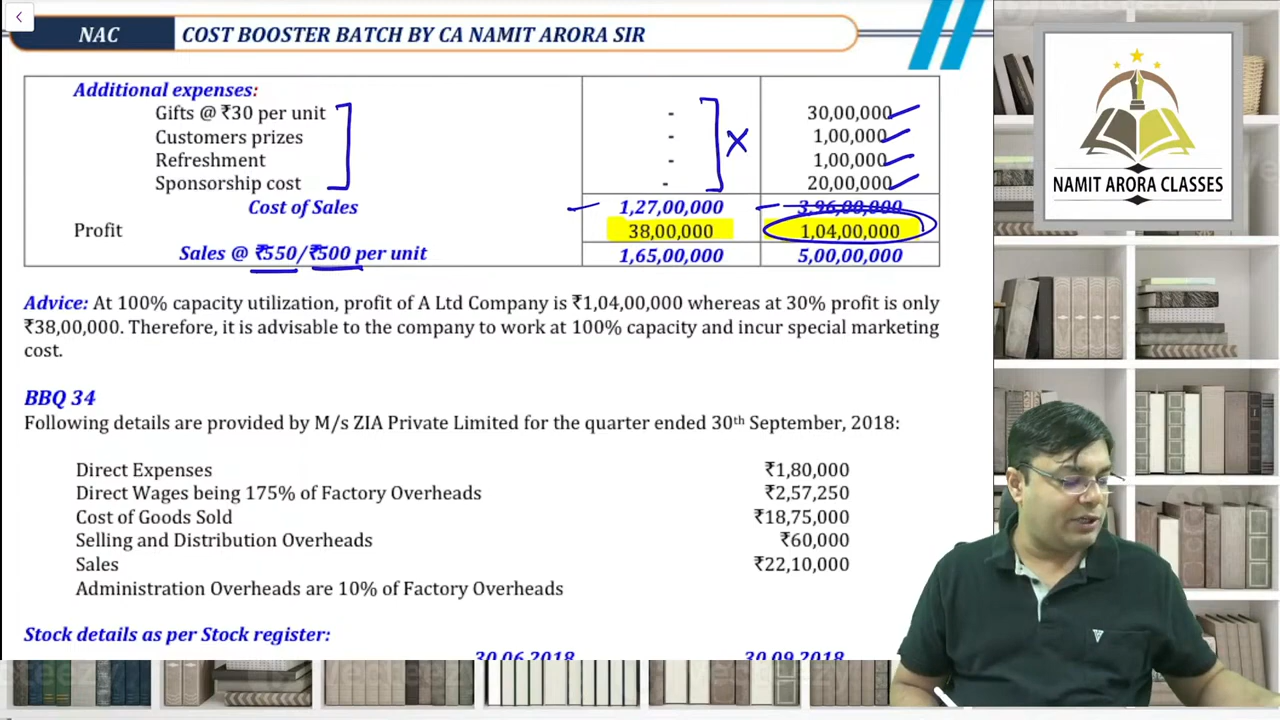 NAC COST BOOSTER BATCH BY CA NAMIT ARORA SIR
Additional expenses:
Gifts @ ₹30 per unit - 30,00,000
Customers prizes - 1,00,000
Refreshment - 1,00,000
Sponsorship cost - 20,00,000
Cost of Sales 1,27,00,000 3,96,00,000
Profit 38,00,000 1,04,00,000
Sales @ ₹550/₹500 per unit 1,65,00,000 5,00,00,000
Advice: At 100% capacity utilization, profit of A Ltd Company is ₹1,04,00,000 whereas at 30% profit is only
₹38,00,000. Therefore, it is advisable to the company to work at 100% capacity and incur special marketing
cost.
BBQ 34
Following details are provided by M/s ZIA Private Limited for the quarter ended 30th September, 2018:
Direct Expenses ₹1,80,000
Direct Wages being 175% of Factory Overheads ₹2,57,250
Cost of Goods Sold ₹18,75,000
Selling and Distribution Overheads ₹60,000
Sales ₹22,10,000
Administration Overheads are 10% of Factory Overheads
Stock details as per Stock register:
30.06.2018 30.09.2018
NAMIT ARORA CLASSES